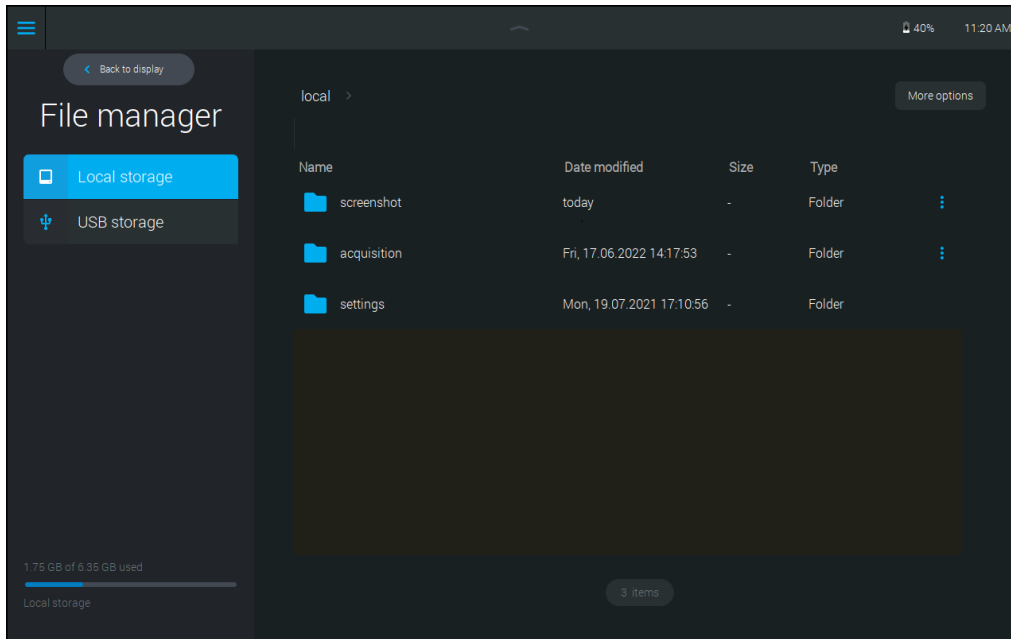 40% 11:20 AM
Back to display
File manager
Local storage
USB storage
1.75 GB of 6.35 GB used
Local storage
local
More options
Name Date modified Size Type
screenshot today - Folder
acquisition Fri, 17.06.2022 14:17:53 - Folder
settings Mon, 19.07.2021 17:10:56 - Folder
3 items